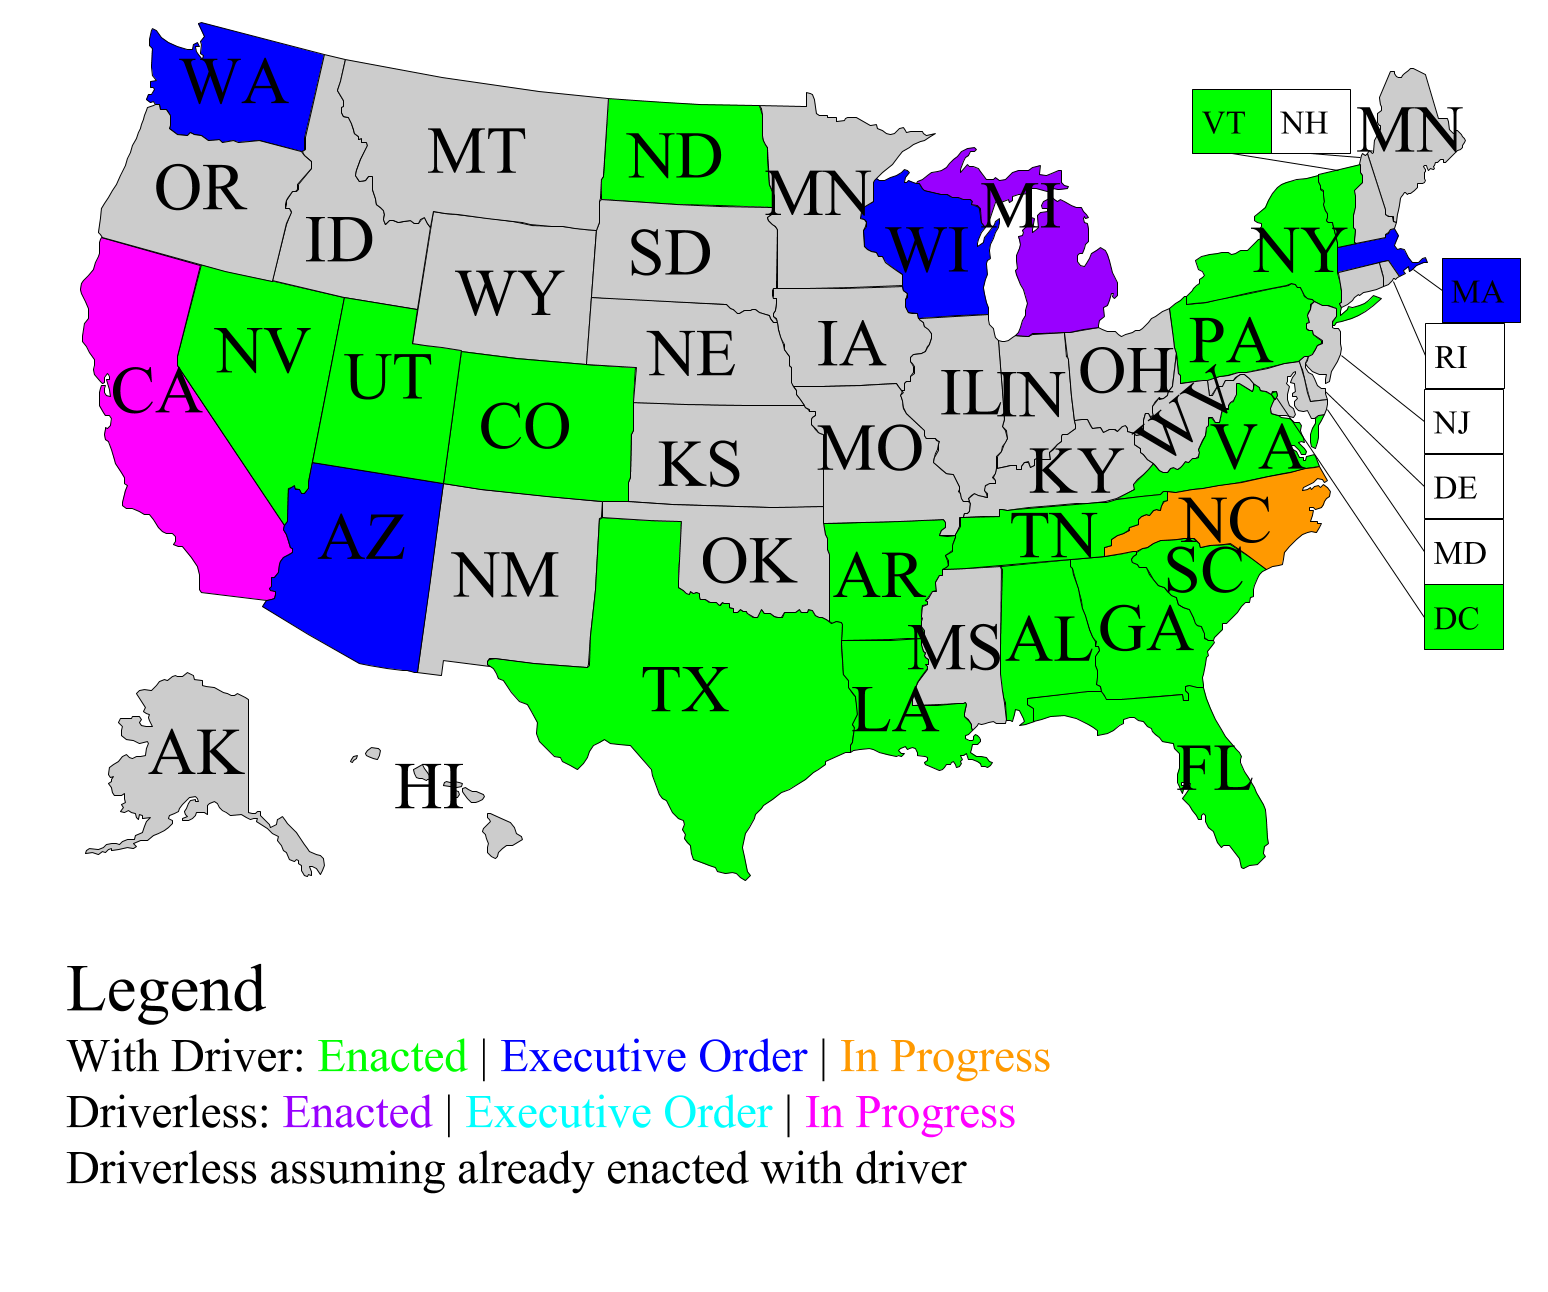 WA
VT NH
MN
MT
ND
OR
MN
MI
ID
SD
WI
NY
WY
MA
NV
NE
IA
PA
RI
UT
CA
CO
IL
IN
OH
WV
NJ
KS
MO
KY
VA
DE
AZ
NM
OK
AR
TN
NC
SC
MD
MS
AL
GA
DC
TX
LA
AK
HI
FL
Legend
With Driver: Enacted | Executive Order | In Progress
Driverless: Enacted | Executive Order | In Progress
Driverless assuming already enacted with driver